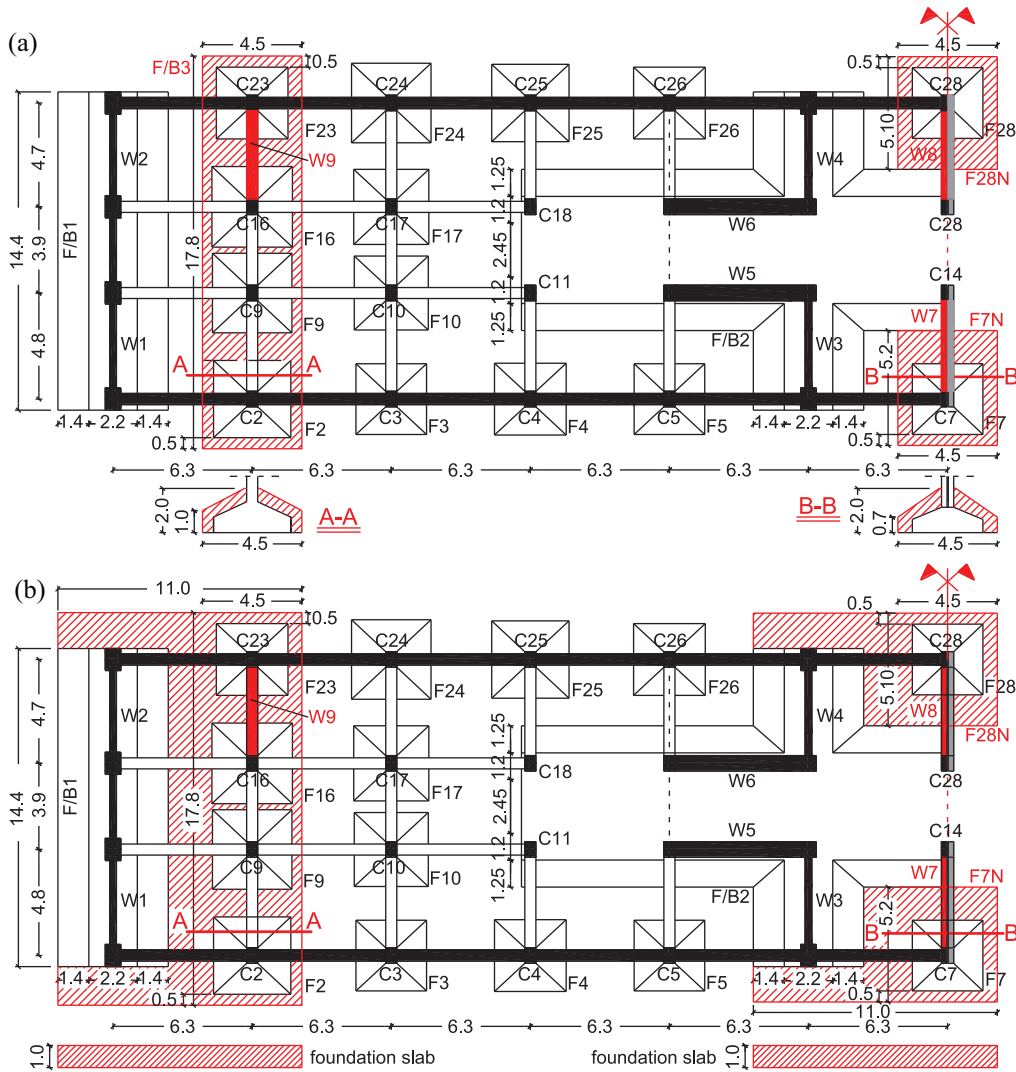 (a)
4.5
0.5
F/B3
C23
C24
C25
C26
4.5
0.5
C28
F23
F24
F25
F26
F28
W9
W2
W4
W8
5.10
F28N
4.7
1.25
1.2
C16
C17
C18
W6
C28
F/B1
14.4
3.9
17.8
F16
F17
2.45
C9
C10
C11
W5
C14
1.2
1.25
F9
F10
F/B2
W7
F7N
4.8
W1
W3
5.2
A
A
B
B
C2
C3
C4
C5
C7
1.4
2.2
1.4
0.5
F2
F3
F4
F5
1.4
2.2
1.4
0.5
F7
4.5
6.3
6.3
6.3
6.3
6.3
6.3
2.0
1.0
A-A
4.5
B-B
2.0
0.7
4.5
(b)
11.0
4.5
0.5
C23
C24
C25
C26
4.5
0.5
C28
F23
F24
F25
F26
F28
W9
W2
W4
W8
5.10
F28N
4.7
1.25
1.2
C16
C17
C18
W6
C28
F/B1
14.4
3.9
17.8
F16
F17
2.45
C9
C10
C11
W5
C14
1.2
1.25
F9
F10
F/B2
W7
F7N
4.8
W1
W3
5.2
A
A
B
B
C2
C3
C4
C5
C7
1.4
2.2
1.4
0.5
F2
F3
F4
F5
1.4
2.2
1.4
0.5
F7
11.0
6.3
6.3
6.3
6.3
6.3
6.3
1.0
foundation slab
foundation slab
1.0